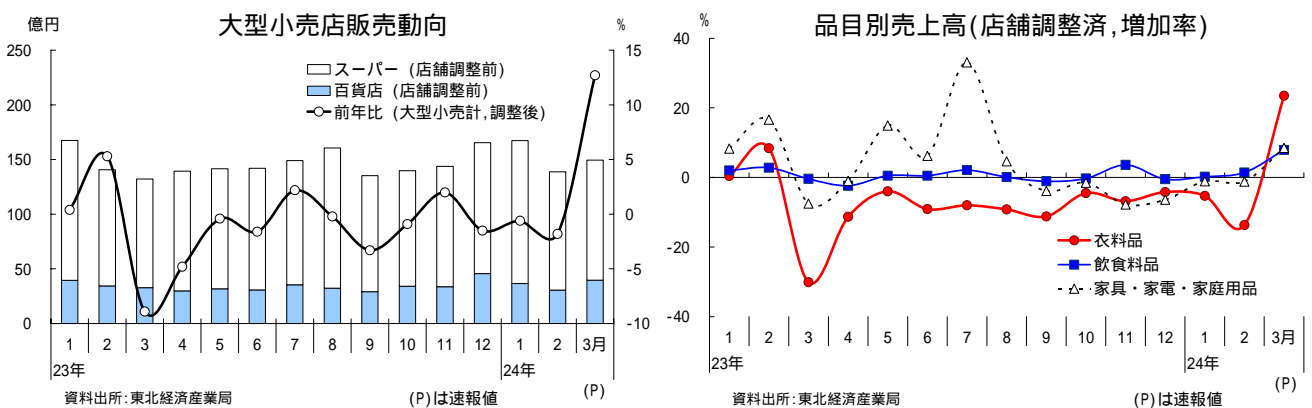 億円
大型小売店販売動向
%
250
200
150
100
50
0
15
10
5
0
-5
-10
スーパー (店舗調整前)
百貨店 (店舗調整前)
前年比 (大型小売計,調整後)
1 2 3 4 5 6 7 8 9 10 11 12 1 2 3月
23年 24年
資料出所:東北経済産業局 (P)は速報値 (P)
%
品目別売上高(店舗調整済,増加率)
40
20
0
-20
-40
衣料品
飲食料品
家具・家電・家庭用品
1 2 3 4 5 6 7 8 9 10 11 12 1 2 3月
23年 24年
資料出所:東北経済産業局 (P)は速報値 (P)